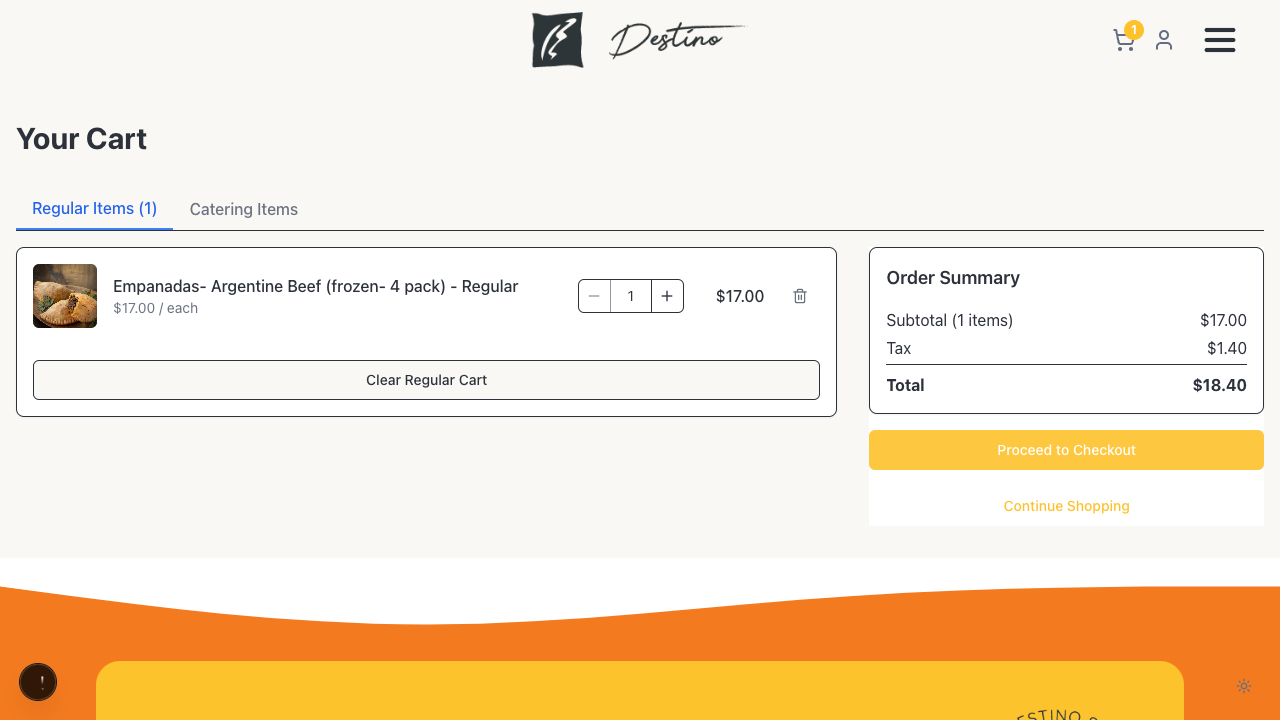 Destino
1
Your Cart
Regular Items (1)
Catering Items
Empanadas- Argentine Beef (frozen- 4 pack) - Regular
$17.00 / each
1
$17.00
Clear Regular Cart
Order Summary
Subtotal (1 items) $17.00
Tax $1.40
Total $18.40
Proceed to Checkout
Continue Shopping